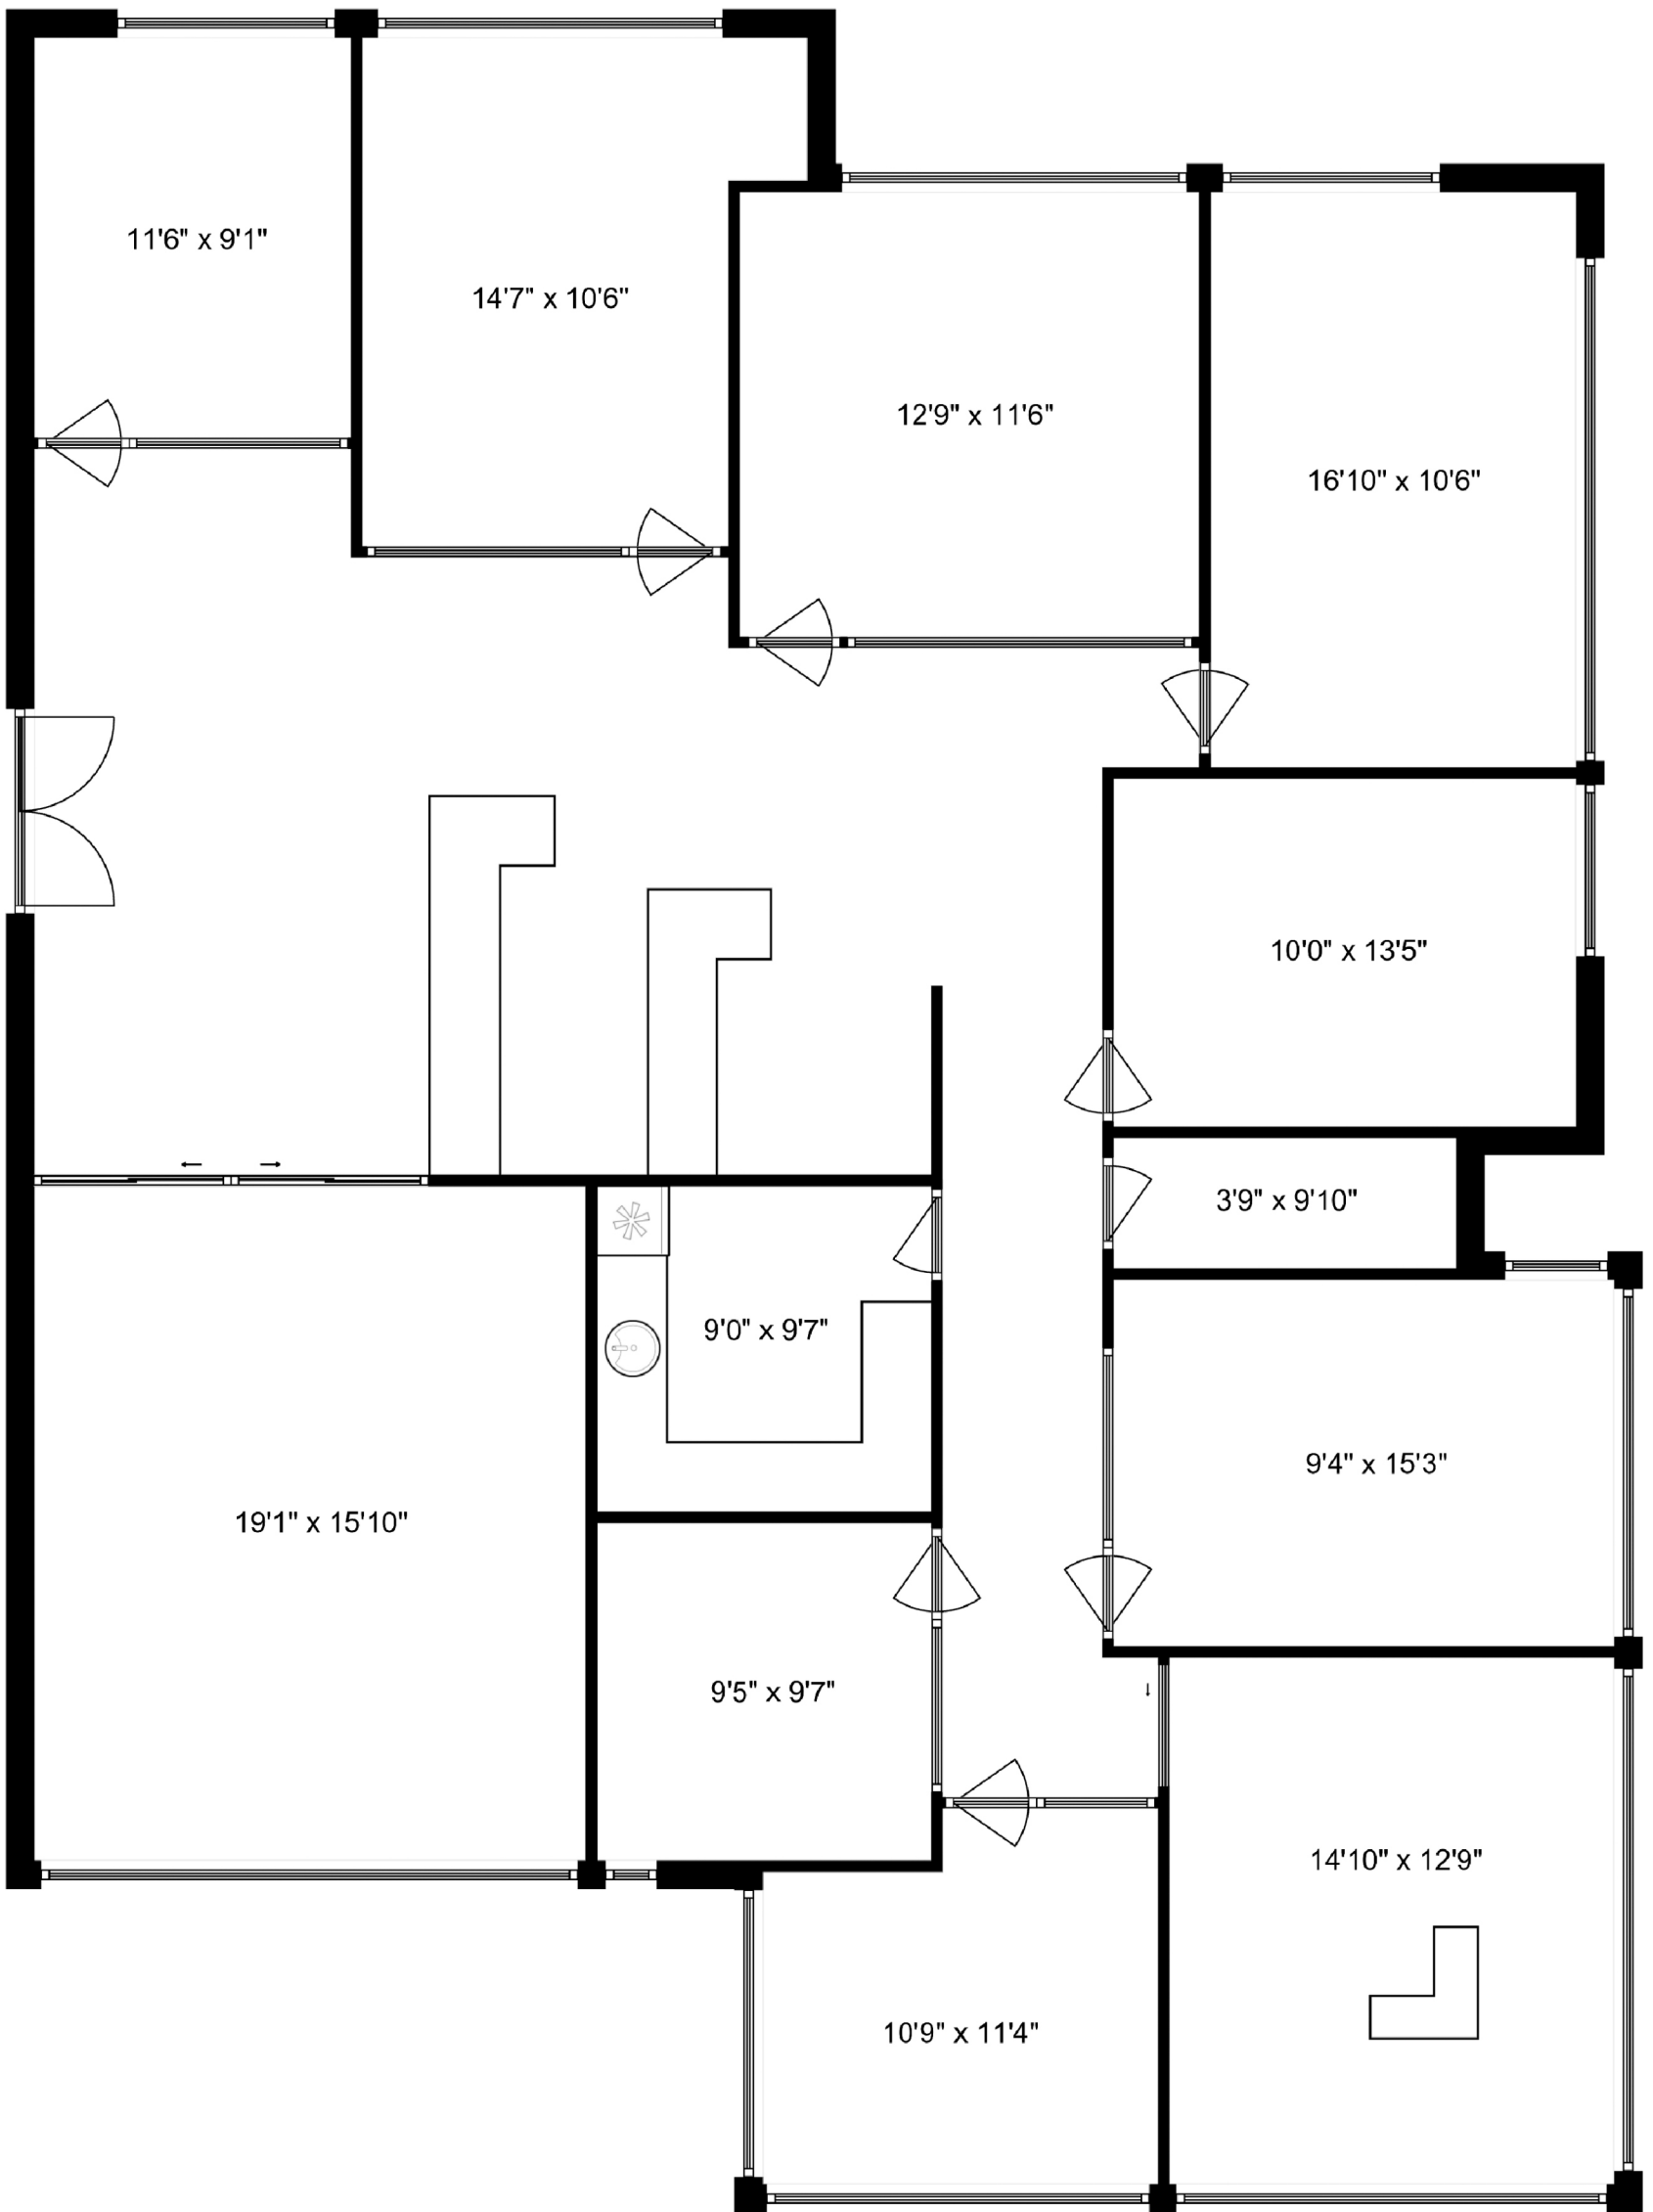 11'6" x 9'1"
14'7" x 10'6"
12'9" x 11'6"
16'10" x 10'6"
10'0" x 13'5"
3'9" x 9'10"
9'0" x 9'7"
9'4" x 15'3"
19'1" x 15'10"
9'5" x 9'7"
14'10" x 12'9"
10'9" x 11'4"